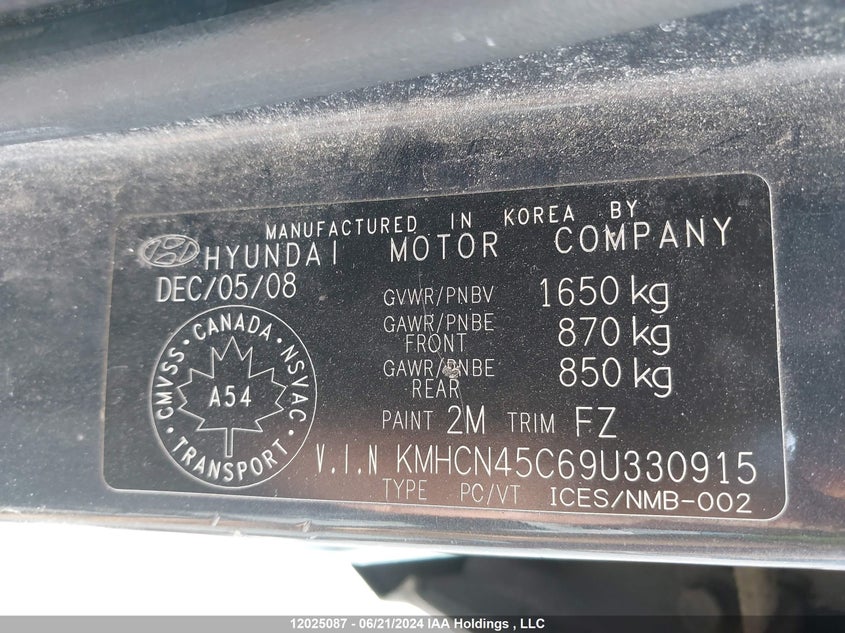 MANUFACTURED IN KOREA BY
HYUNDAI MOTOR COMPANY
DEC/05/08
GVWR/PNBV 1650 kg
GAWR/PNBE FRONT 870 kg
GAWR/PNBE REAR 850 kg
CMVSS · CANADA · NSVAC
A54
· TRANSPORT ·
PAINT 2M TRIM FZ
V.I.N KMHCN45C69U330915
TYPE PC/VT ICES/NMB-002
12025087 - 06/21/2024 IAA Holdings , LLC